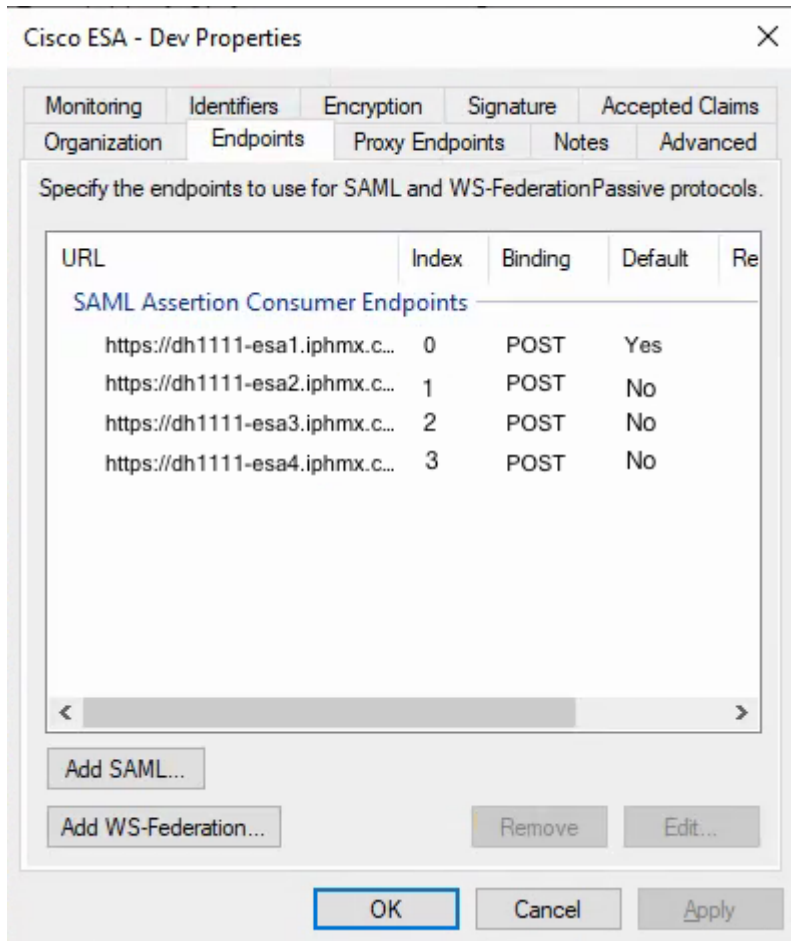 Cisco ESA - Dev Properties
Monitoring Identifiers Encryption Signature Accepted Claims
Organization Endpoints Proxy Endpoints Notes Advanced
Specify the endpoints to use for SAML and WS-FederationPassive protocols.
URL Index Binding Default Re
SAML Assertion Consumer Endpoints
https://dh1111-esa1.iphmx.c... 0 POST Yes
https://dh1111-esa2.iphmx.c... 1 POST No
https://dh1111-esa3.iphmx.c... 2 POST No
https://dh1111-esa4.iphmx.c... 3 POST No
Add SAML...
Add WS-Federation... Remove Edit...
OK Cancel Apply